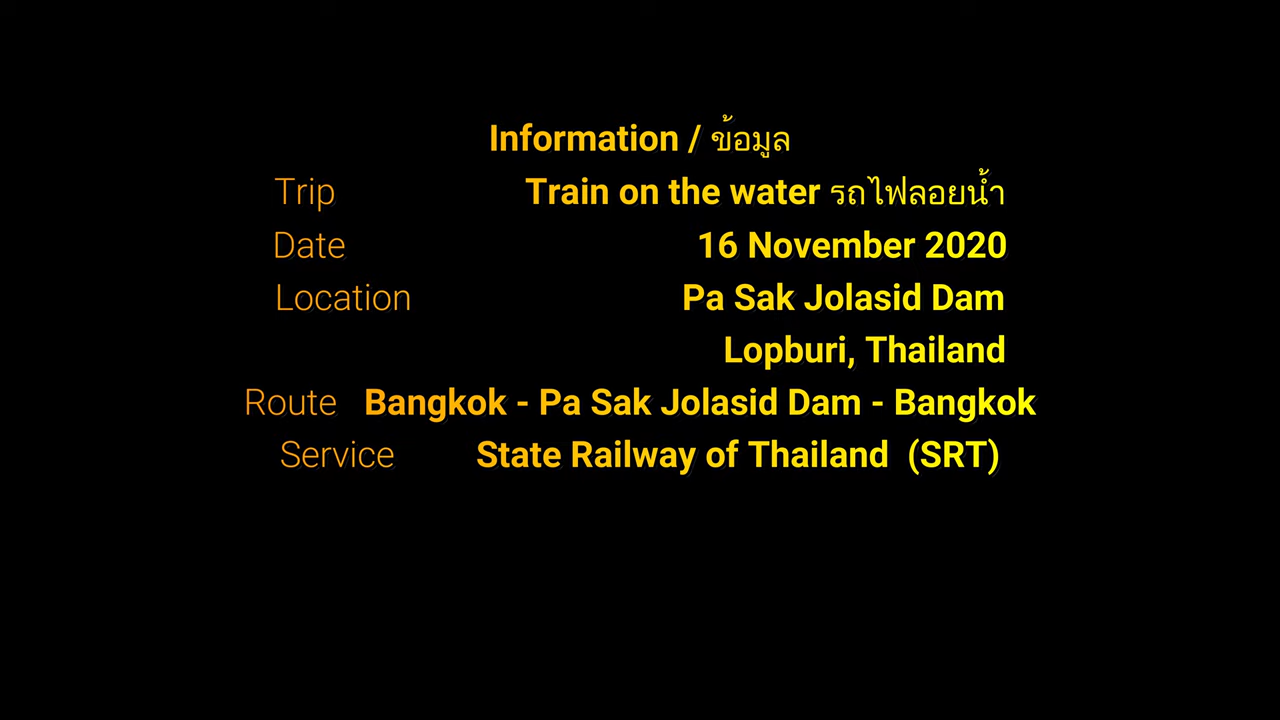 Information / ข้อมูล
Trip Train on the water รถไฟลอยน้ำ
Date 16 November 2020
Location Pa Sak Jolasid Dam
Lopburi, Thailand
Route Bangkok - Pa Sak Jolasid Dam - Bangkok
Service State Railway of Thailand (SRT)